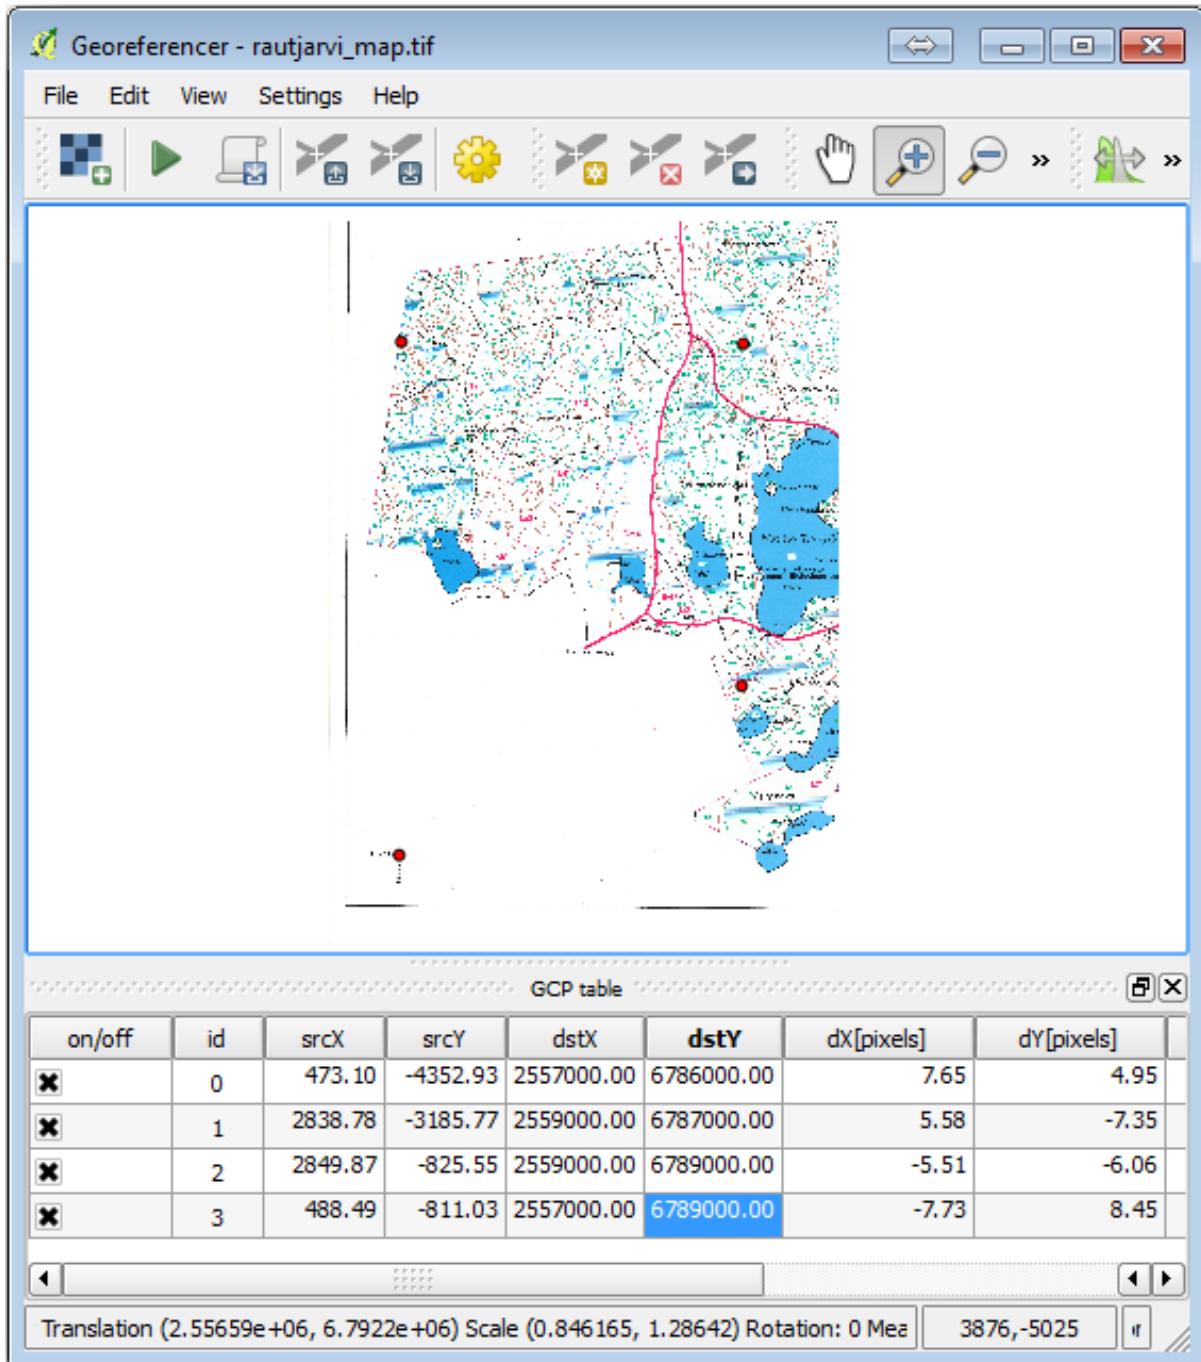 Georeferencer - rautjarvi_map.tif
File Edit View Settings Help
» »
GCP table
on/off id srcX srcY dstX dstY dX[pixels] dY[pixels]
0 473.10 -4352.93 2557000.00 6786000.00 7.65 4.95
1 2838.78 -3185.77 2559000.00 6787000.00 5.58 -7.35
2 2849.87 -825.55 2559000.00 6789000.00 -5.51 -6.06
3 488.49 -811.03 2557000.00 6789000.00 -7.73 8.45
Translation (2.55659e+06, 6.7922e+06) Scale (0.846165, 1.28642) Rotation: 0 Mea 3876,-5025